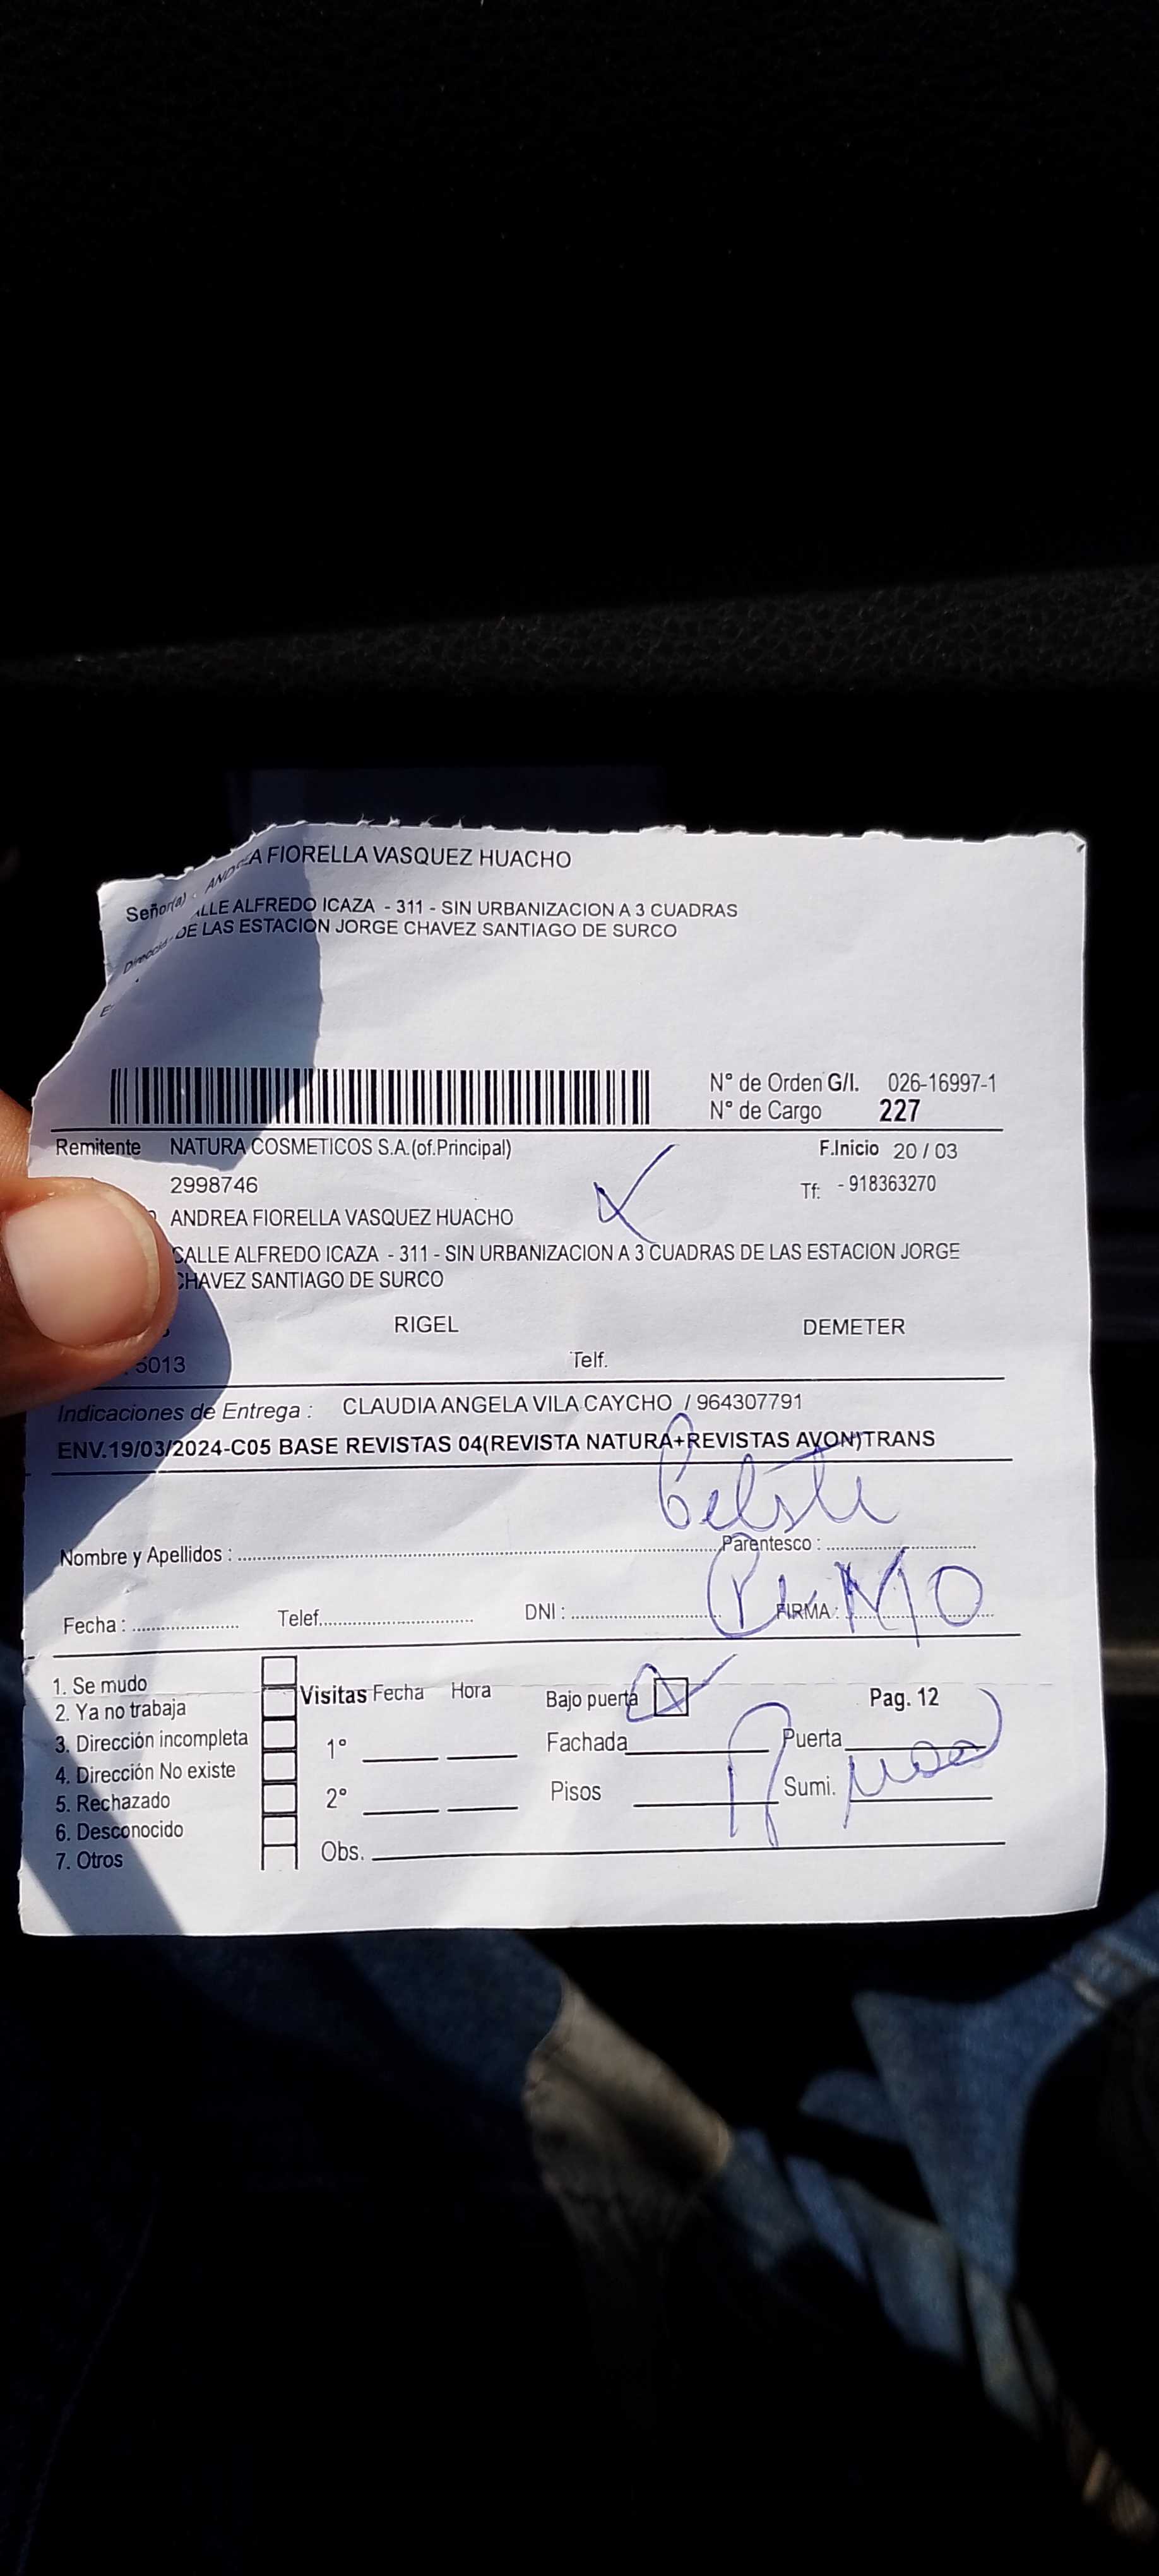 Señor(a) . ANDREA FIORELLA VASQUEZ HUACHO
ALLE ALFREDO ICAZA - 311 - SIN URBANIZACION A 3 CUADRAS
Direcció DE LAS ESTACION JORGE CHAVEZ SANTIAGO DE SURCO
N° de Orden G/I. 026-16997-1
N° de Cargo 227
Remitente NATURA COSMETICOS S.A.(of.Principal) F.Inicio 20 / 03
2998746 Tf: - 918363270
ANDREA FIORELLA VASQUEZ HUACHO
CALLE ALFREDO ICAZA - 311 - SIN URBANIZACION A 3 CUADRAS DE LAS ESTACION JORGE
CHAVEZ SANTIAGO DE SURCO
RIGEL DEMETER
5013 Telf.
Indicaciones de Entrega : CLAUDIA ANGELA VILA CAYCHO / 964307791
ENV.19/03/2024-C05 BASE REVISTAS 04(REVISTA NATURA+REVISTAS AVON)TRANS
Nombre y Apellidos : Parentesco :
Fecha : Telef. DNI : FIRMA :
1. Se mudo
2. Ya no trabaja
3. Dirección incompleta
4. Dirección No existe
5. Rechazado
6. Desconocido
7. Otros
Visitas Fecha Hora
1°
2°
Obs.
Bajo puerta Pag. 12
Fachada Puerta
Pisos Sumi.